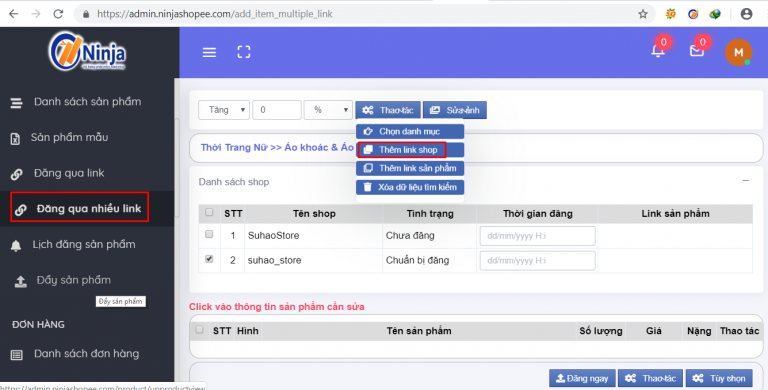 https://admin.ninjashopee.com/add_item_multiple_link
Ninja
0
0
M
Danh sách sản phẩm
Sản phẩm mẫu
Đăng qua link
Đăng qua nhiều link
Lịch đăng sản phẩm
Đẩy sản phẩm
Đẩy sản phẩm
ĐƠN HÀNG
Danh sách đơn hàng
Tăng 0 % Thao tác Sửa ảnh
Chọn danh mục
Thêm link shop
Thêm link sản phẩm
Xóa dữ liệu tìm kiếm
Thời Trang Nữ >> Áo khoác & Áo
Danh sách shop
STT Tên shop Tình trạng Thời gian đăng Link sản phẩm
1 SuhaoStore Chưa đăng dd/mm/yyyy H:i
2 suhao_store Chuẩn bị đăng dd/mm/yyyy H:i
Click vào thông tin sản phẩm cần sửa
STT Hình Tên sản phẩm Số lượng Giá Nặng Thao tác
Đăng ngay Thao tác Tùy chọn
https://admin.ninjashopee.com/product/upproductview